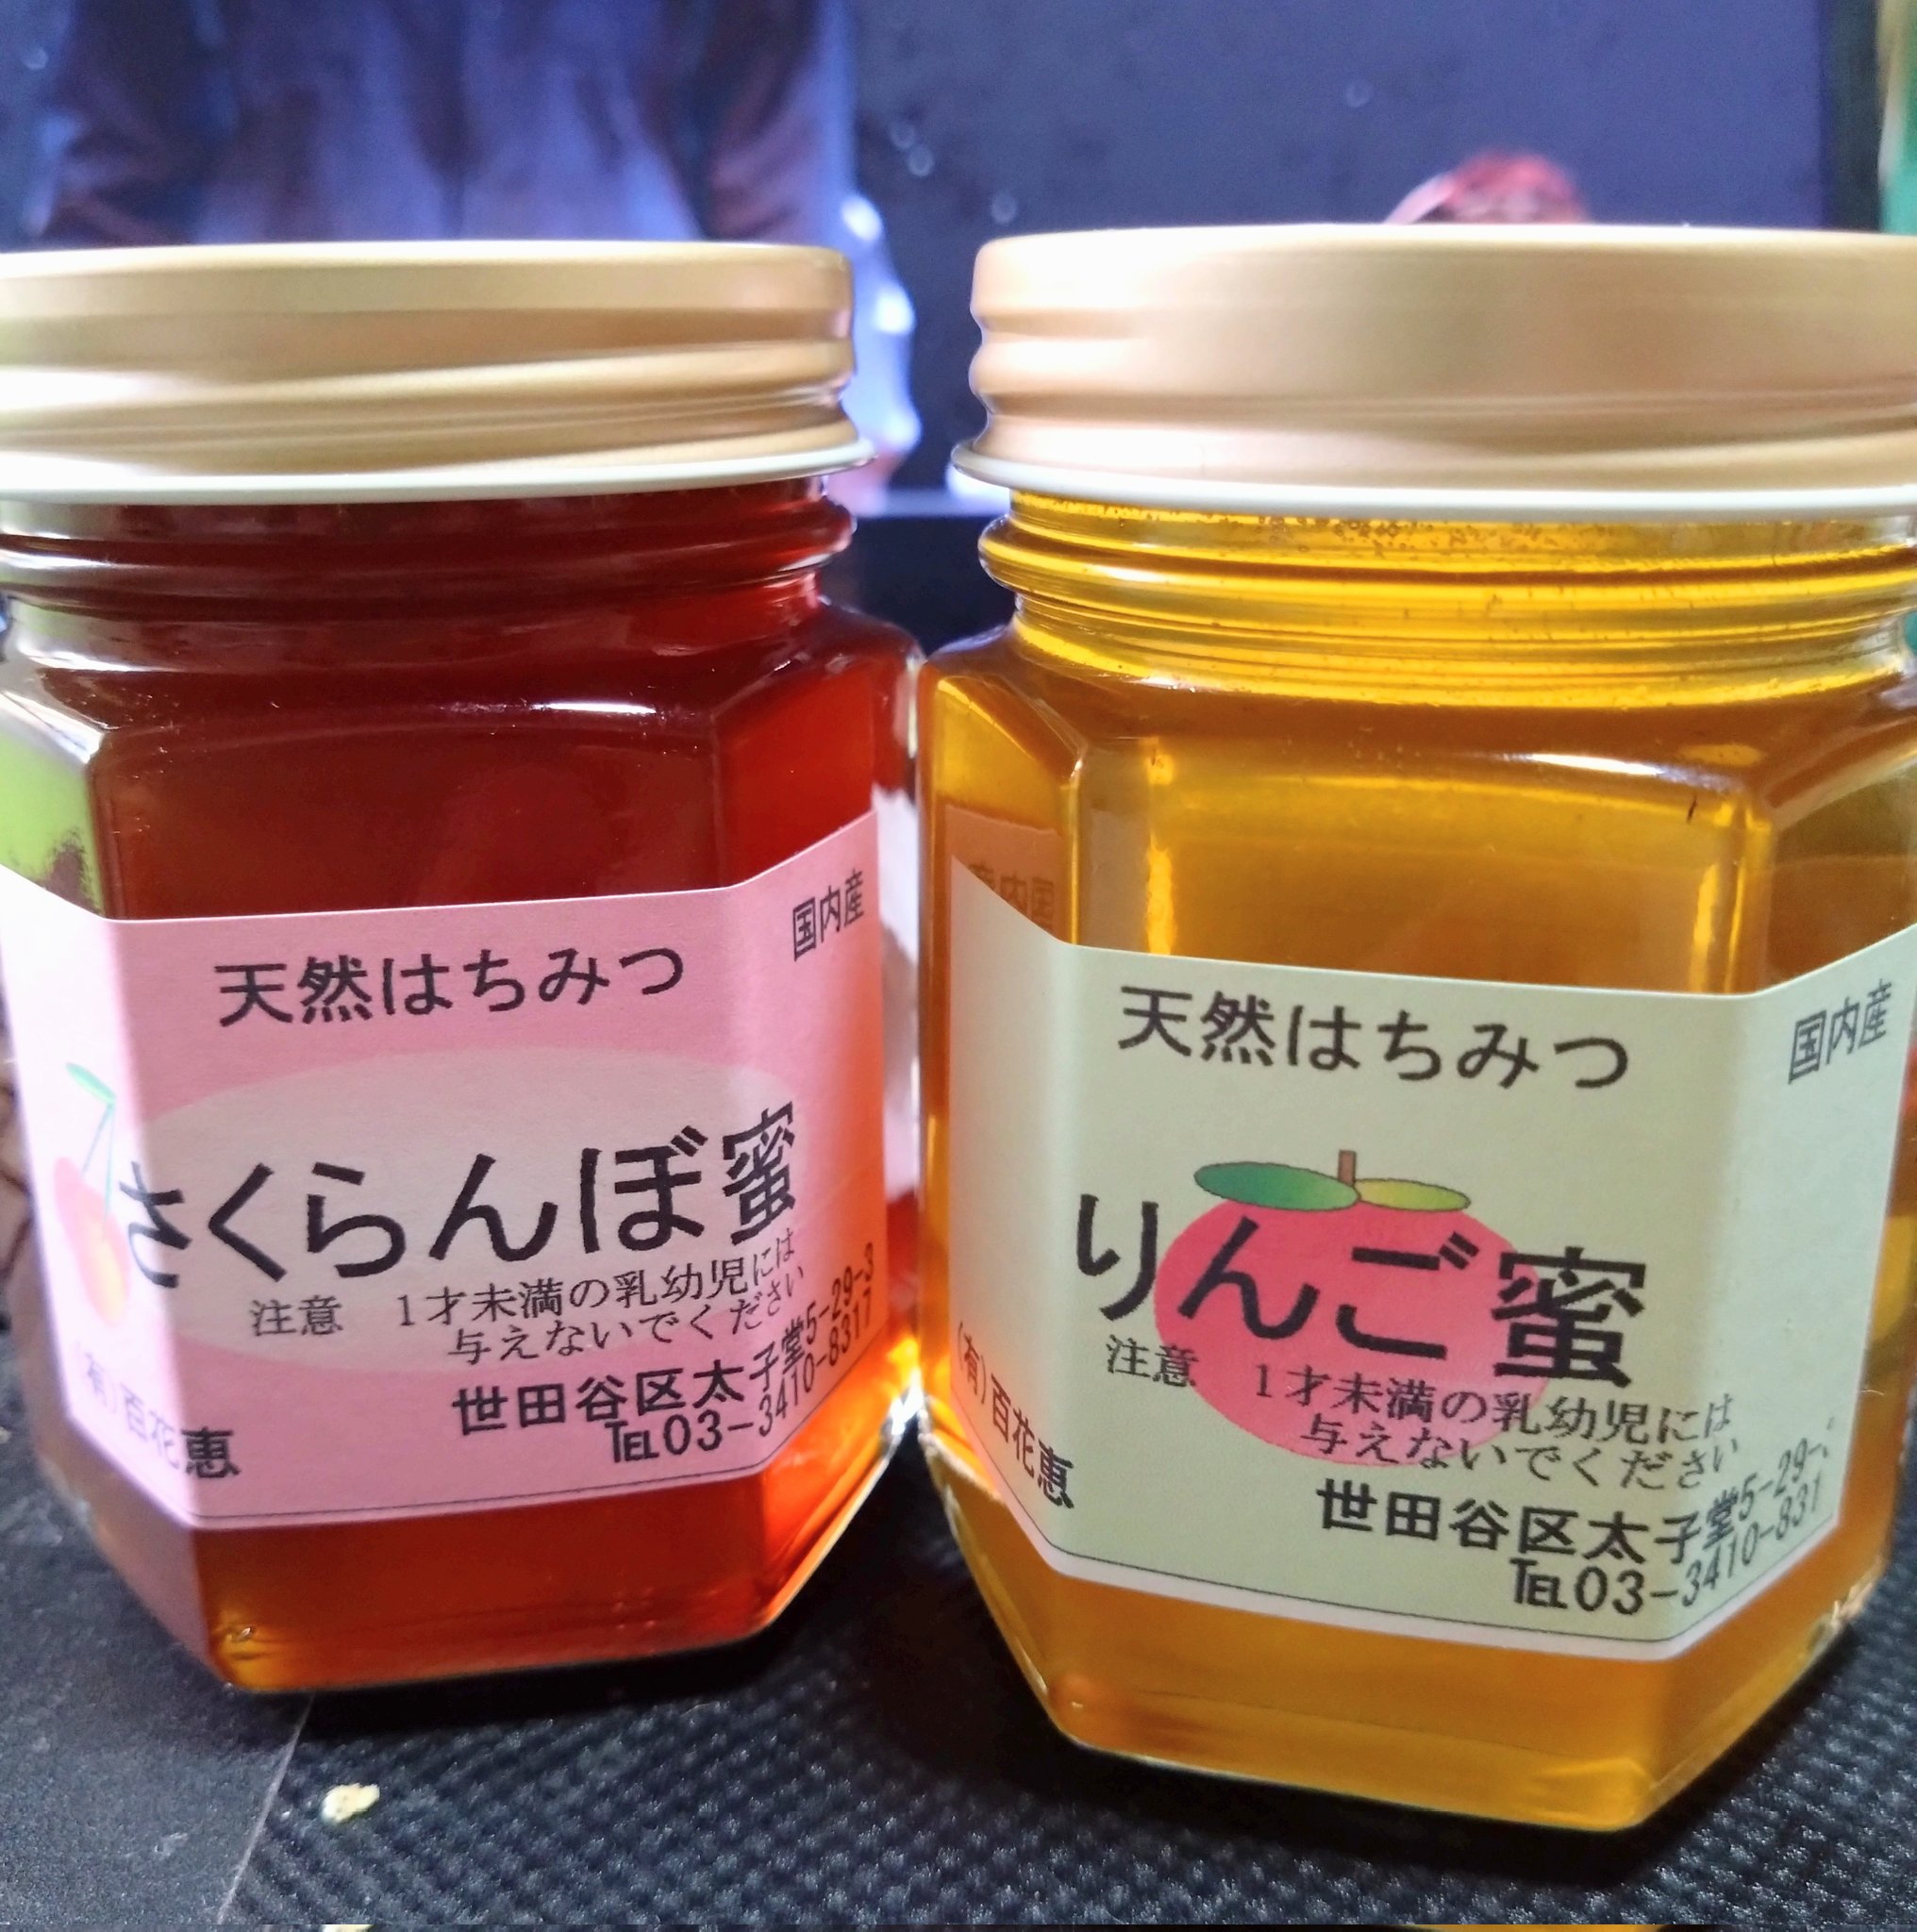 国内産
天然はちみつ
さくらんぼ蜜
注意 1才未満の乳幼児には
与えないでください
世田谷区太子堂5-29-3
TEL03-3410-8317
(有)百花恵
国内産
天然はちみつ
りんご蜜
注意 1才未満の乳幼児には
与えないでください
世田谷区太子堂5-29-
TEL03-3410-831
(有)百花恵